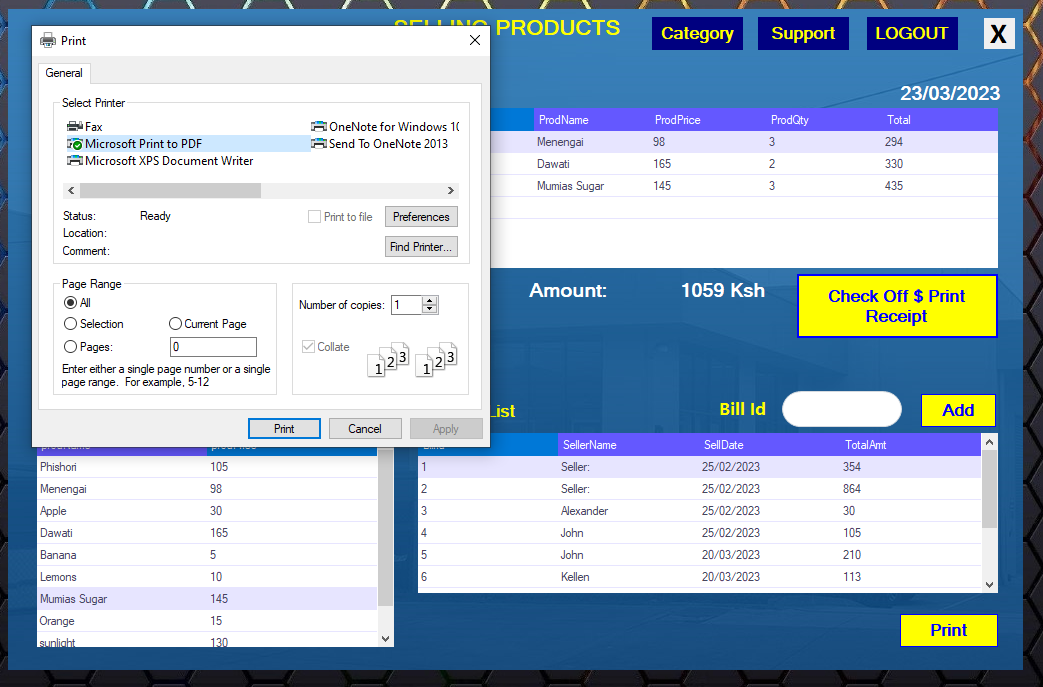 SELLING PRODUCTS
Category
Support
LOGOUT
X
Print
General
Select Printer
Fax
OneNote for Windows 10
Microsoft Print to PDF
Send To OneNote 2013
Microsoft XPS Document Writer
Status: Ready
Print to file
Preferences
Location:
Comment:
Find Printer...
Page Range
All
Selection
Current Page
Pages: 0
Enter either a single page number or a single
page range. For example, 5-12
Number of copies: 1
Collate
1 2 3
1 2 3
Print
Cancel
Apply
23/03/2023
ProdName ProdPrice ProdQty Total
Menengai 98 3 294
Dawati 165 2 330
Mumias Sugar 145 3 435
Amount: 1059 Ksh
Check Off $ Print
Receipt
List
Bill Id
Add
prodName
Phishori 105
Menengai 98
Apple 30
Dawati 165
Banana 5
Lemons 10
Mumias Sugar 145
Orange 15
sunlight 130
SellerName SellDate TotalAmt
1 Seller: 25/02/2023 354
2 Seller: 25/02/2023 864
3 Alexander 25/02/2023 30
4 John 25/02/2023 105
5 John 20/03/2023 210
6 Kellen 20/03/2023 113
Print